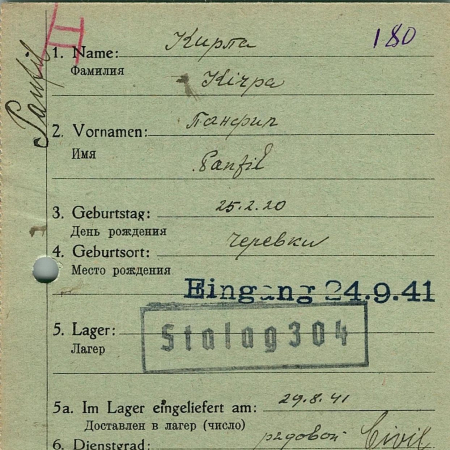 II
180
Panfil
1. Name: Кирпа
Фамилия
Kirpa
2. Vornamen: Панфил
Имя
Panfil
3. Geburtstag: 25.2.20
День рождения
4. Geburtsort: Черевки
Место рождения
Eingang 24.9.41
5. Lager: Stalag 304
Лагерь
5a. Im Lager eingeliefert am: 29.8.41
Доставлен в лагерь (число)
6. Dienstgrad: рядовой Civil